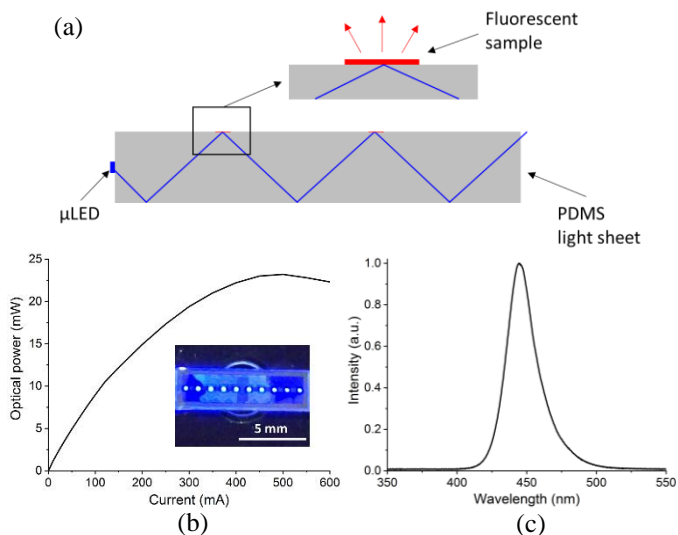 (a)
Fluorescent
sample
μLED
PDMS
light sheet
25
20
15
10
5
0
Optical power (mW)
0 100 200 300 400 500 600
Current (mA)
5 mm
(b)
1.0
0.8
0.6
0.4
0.2
0.0
Intensity (a.u.)
350 400 450 500 550
Wavelength (nm)
(c)